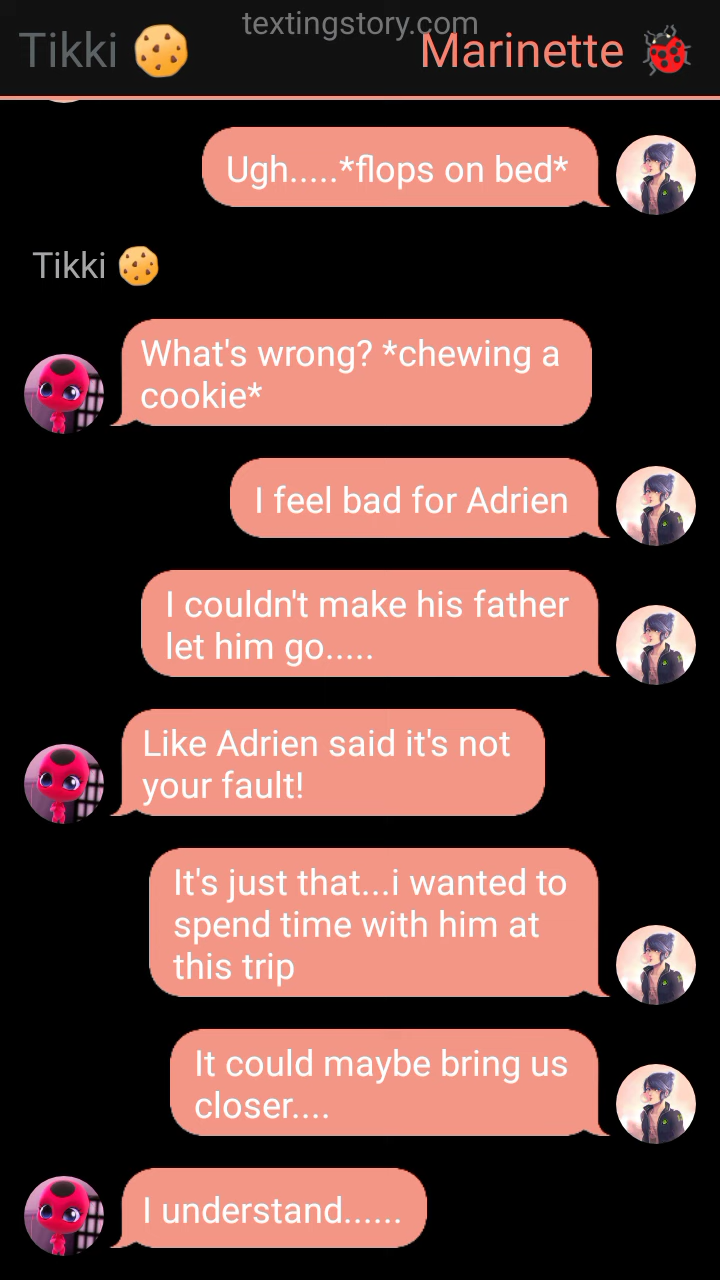 textingstory.com
Tikki 🍪 Marinette 🐞
Ugh.....*flops on bed*
Tikki 🍪
What's wrong? *chewing a
cookie*
I feel bad for Adrien
I couldn't make his father
let him go.....
Like Adrien said it's not
your fault!
It's just that...i wanted to
spend time with him at
this trip
It could maybe bring us
closer....
I understand......